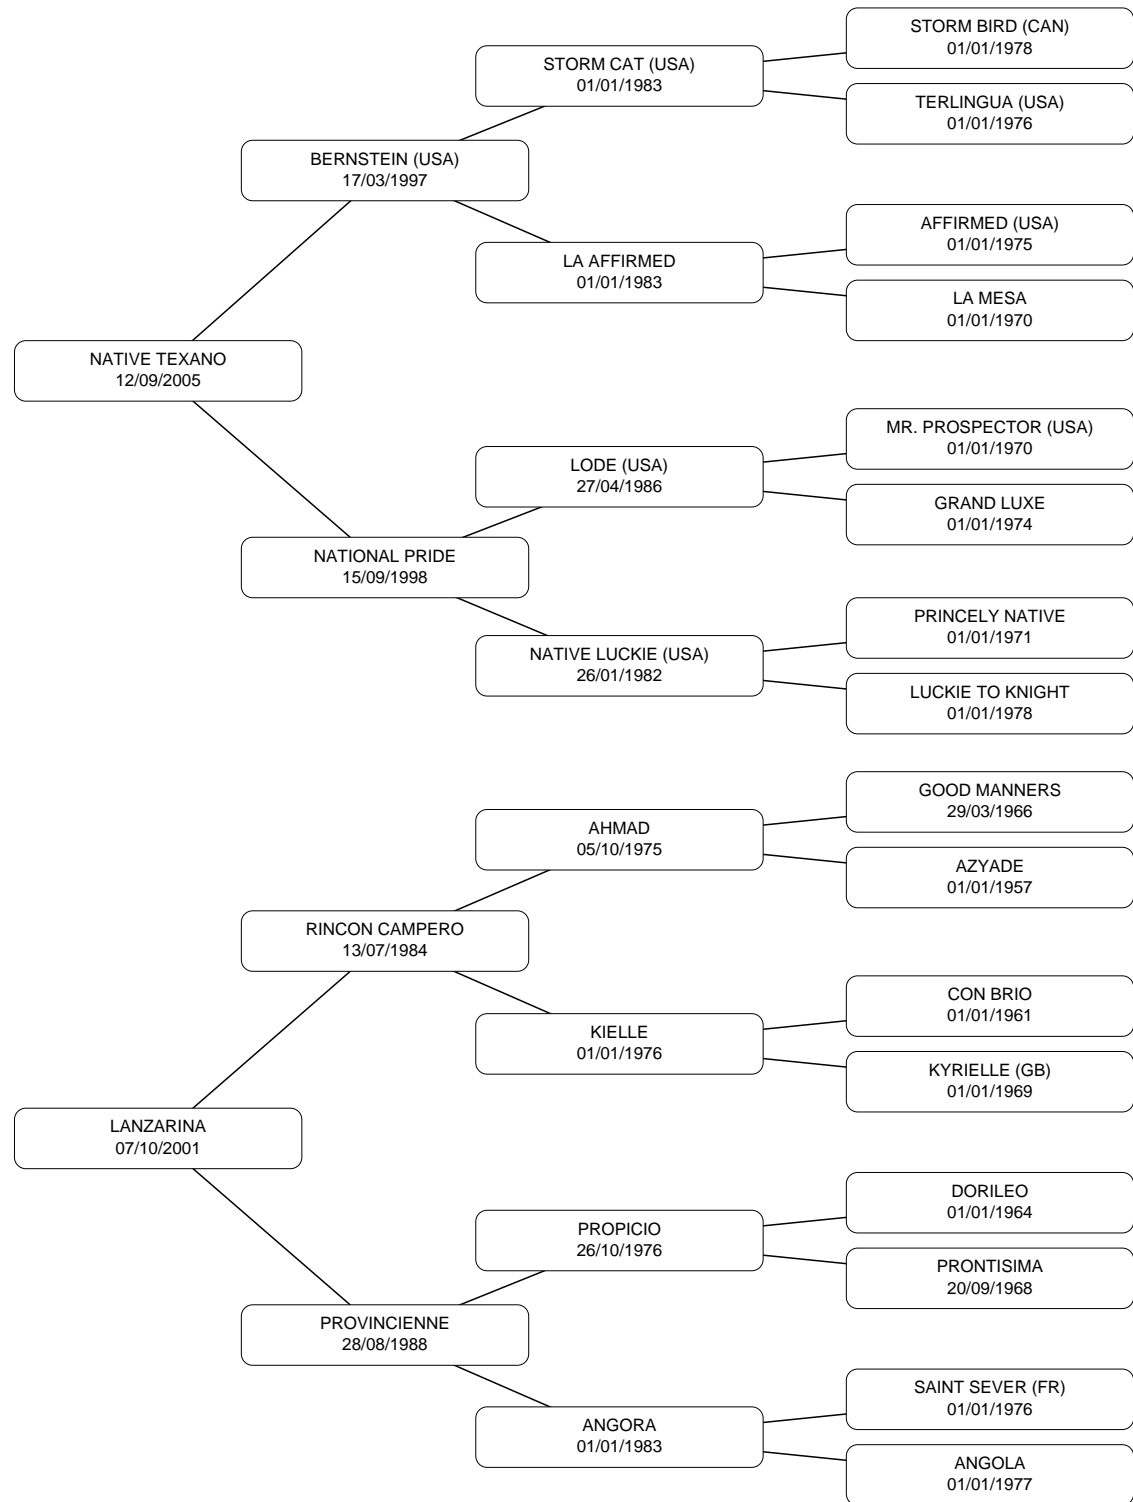 STORM BIRD (CAN)
01/01/1978
STORM CAT (USA)
01/01/1983
TERLINGUA (USA)
01/01/1976
BERNSTEIN (USA)
17/03/1997
AFFIRMED (USA)
01/01/1975
LA AFFIRMED
01/01/1983
LA MESA
01/01/1970
NATIVE TEXANO
12/09/2005
MR. PROSPECTOR (USA)
01/01/1970
LODE (USA)
27/04/1986
GRAND LUXE
01/01/1974
NATIONAL PRIDE
15/09/1998
PRINCELY NATIVE
01/01/1971
NATIVE LUCKIE (USA)
26/01/1982
LUCKIE TO KNIGHT
01/01/1978
GOOD MANNERS
29/03/1966
AHMAD
05/10/1975
AZYADE
01/01/1957
RINCON CAMPERO
13/07/1984
CON BRIO
01/01/1961
KIELLE
01/01/1976
KYRIELLE (GB)
01/01/1969
LANZARINA
07/10/2001
DORILEO
01/01/1964
PROPICIO
26/10/1976
PRONTISIMA
20/09/1968
PROVINCIENNE
28/08/1988
SAINT SEVER (FR)
01/01/1976
ANGORA
01/01/1983
ANGOLA
01/01/1977